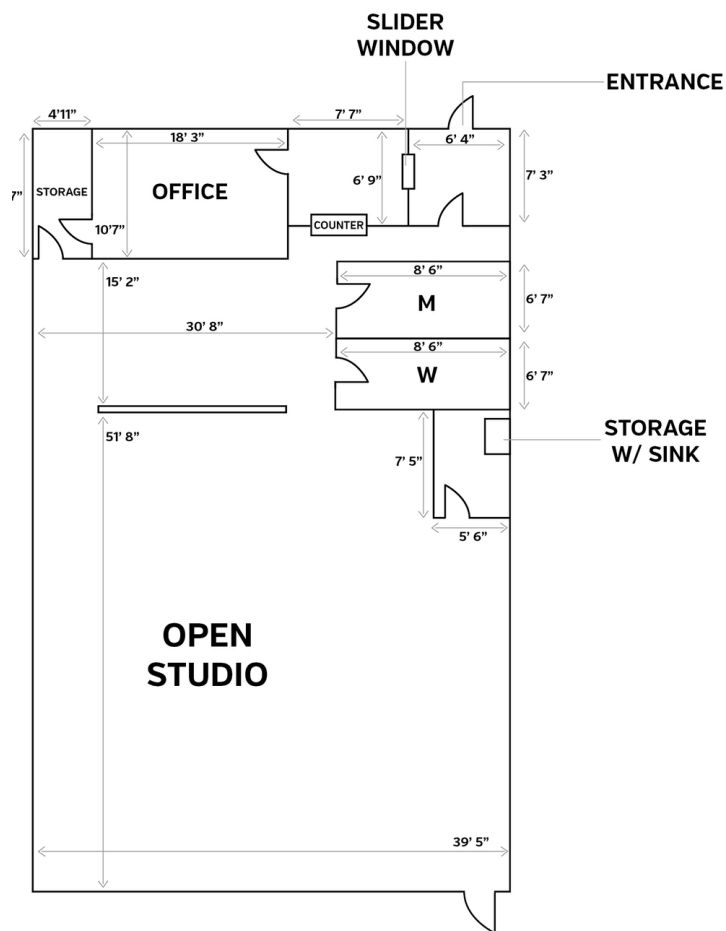 SLIDER
WINDOW
ENTRANCE
4'11"
7' 7"
18' 3"
6' 4"
7"
STORAGE
OFFICE
6' 9"
7' 3"
10'7"
COUNTER
15' 2"
8' 6"
M
6' 7"
30' 8"
8' 6"
W
6' 7"
51' 8"
7' 5"
STORAGE
W/ SINK
5' 6"
OPEN
STUDIO
39' 5"